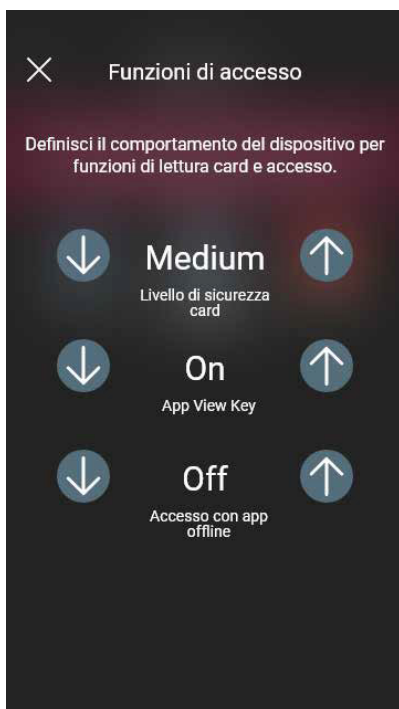 Funzioni di accesso
Definisci il comportamento del dispositivo per
funzioni di lettura card e accesso.
Medium
Livello di sicurezza
card
On
App View Key
Off
Accesso con app
offline